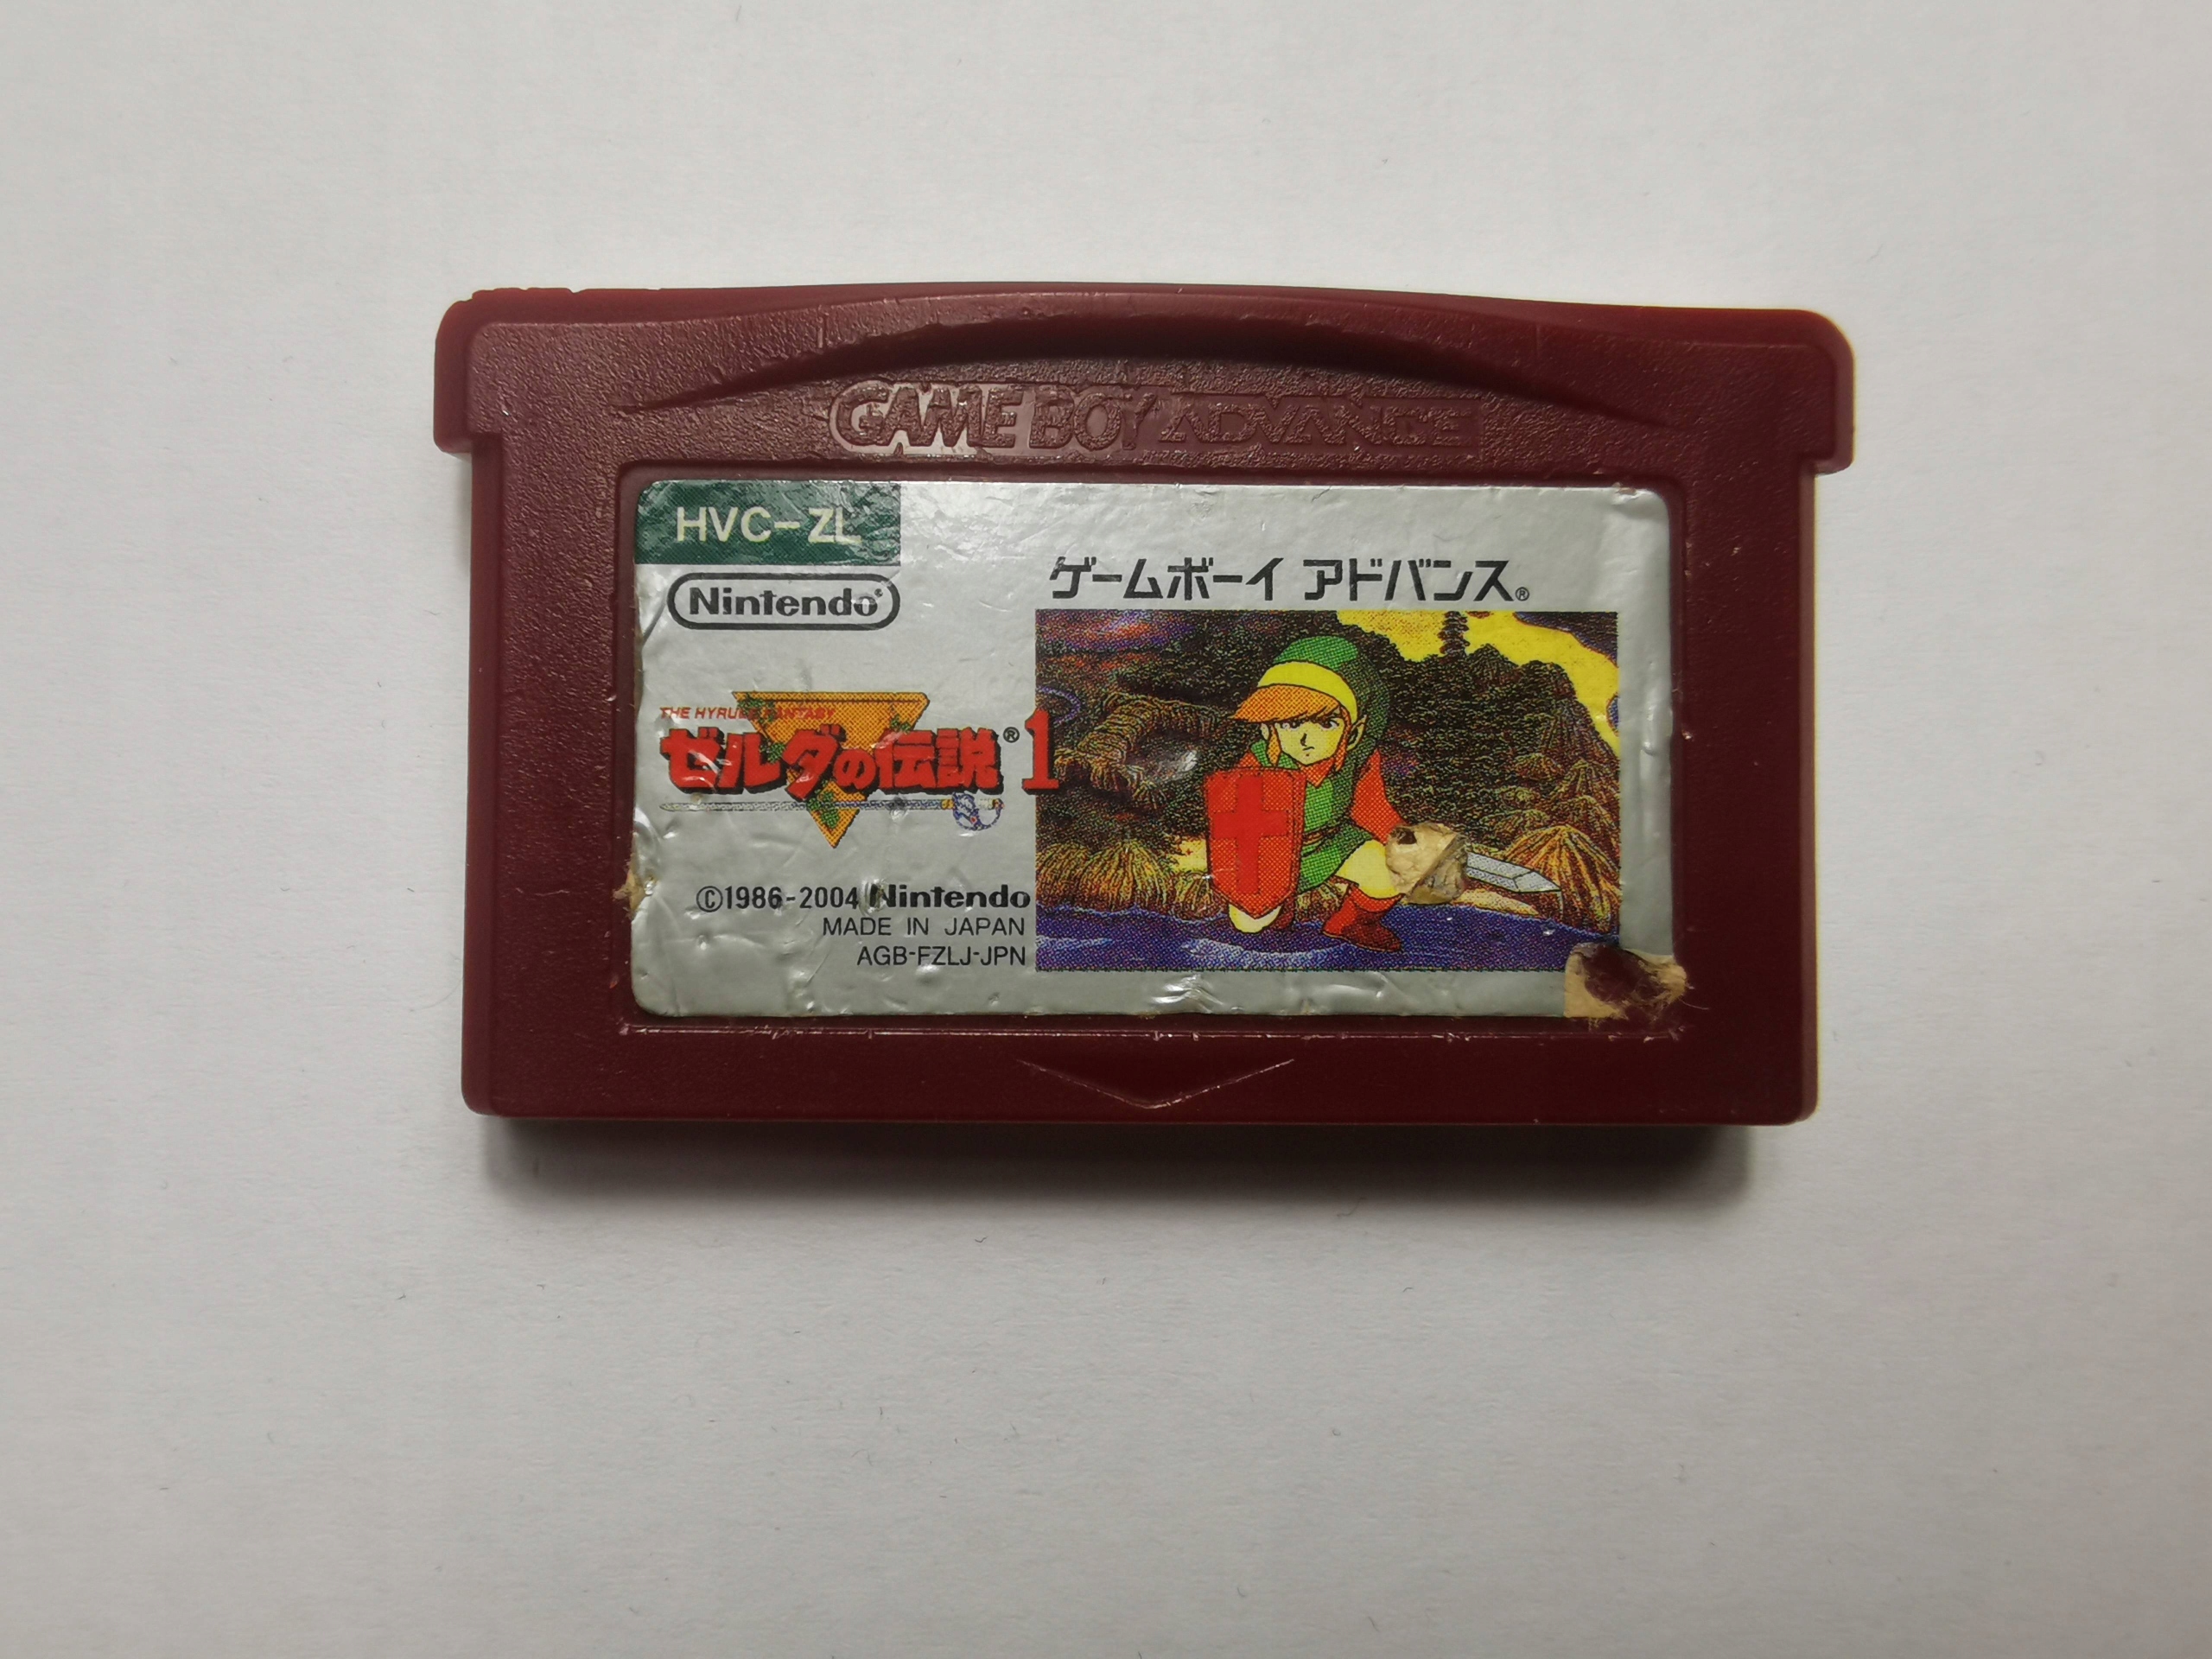 GAME BOY ADVANCE
HVC-ZL
Nintendo®
ゲームボーイ アドバンス®
THE HYRULE FANTASY
ゼルダの伝説®1
©1986-2004 Nintendo
MADE IN JAPAN
AGB-FZLJ-JPN